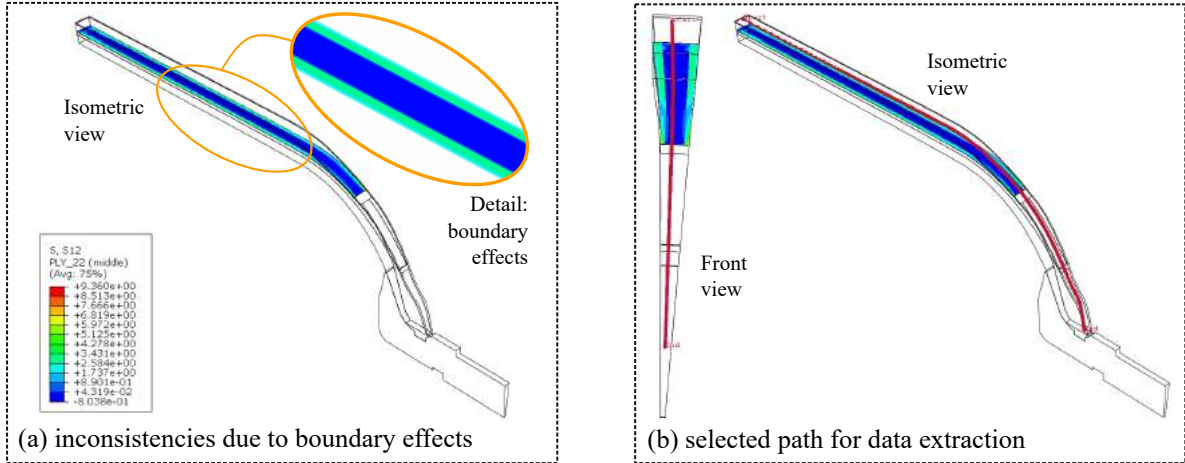 Isometric
view
Detail:
boundary
effects
S, S12
PLY_22 (middle)
(Avg: 75%)
+9.360e+00
+8.513e+00
+7.666e+00
+6.819e+00
+5.972e+00
+5.125e+00
+4.278e+00
+3.431e+00
+2.584e+00
+1.737e+00
+8.901e-01
+4.319e-02
-8.038e-01
(a) inconsistencies due to boundary effects
Isometric
view
Front
view
End
(b) selected path for data extraction